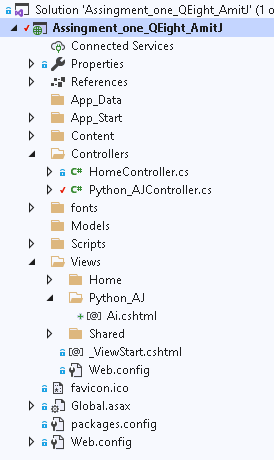 Solution 'Assingment_one_QEight_AmitJ' (1 project)
Assingment_one_QEight_AmitJ
Connected Services
Properties
References
App_Data
App_Start
Content
Controllers
C# HomeController.cs
C# Python_AJController.cs
fonts
Models
Scripts
Views
Home
Python_AJ
[@] Ai.cshtml
Shared
[@] _ViewStart.cshtml
Web.config
favicon.ico
Global.asax
packages.config
Web.config